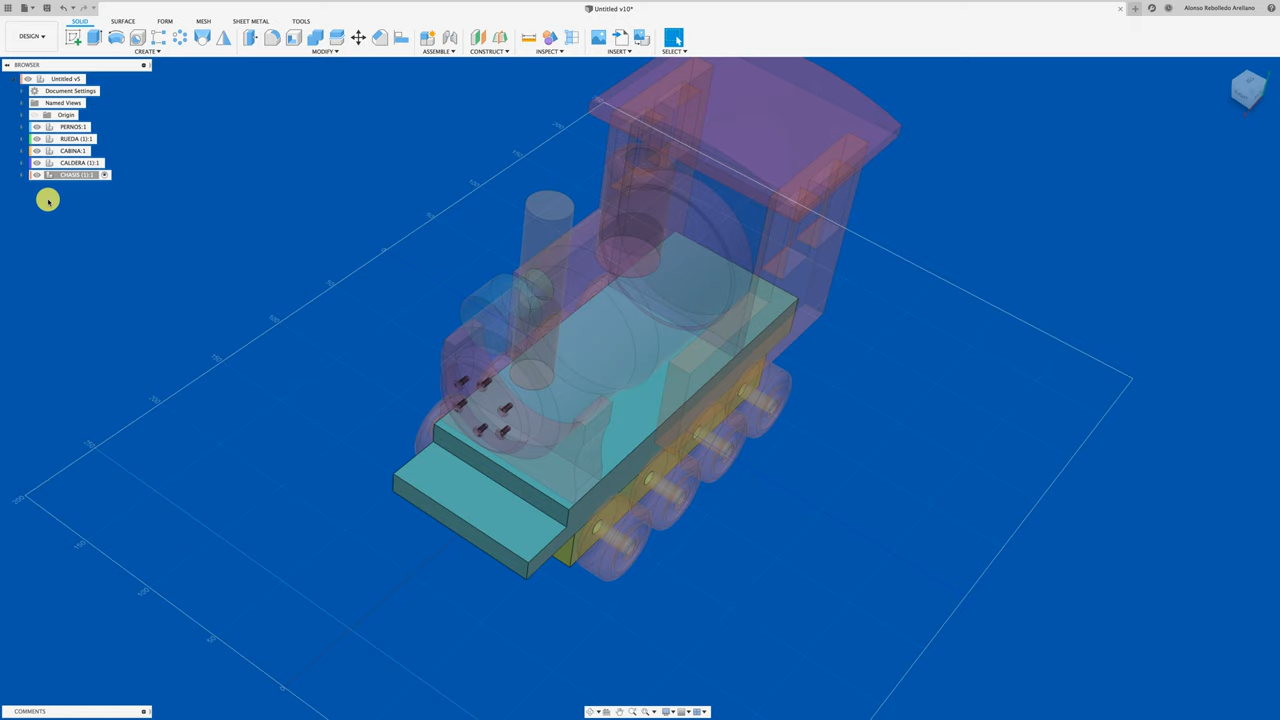 Untitled v10*
Alonso Rebolledo Arellano
DESIGN ▾
SOLID
SURFACE
FORM
MESH
SHEET METAL
TOOLS
CREATE ▾
MODIFY ▾
ASSEMBLE ▾
CONSTRUCT ▾
INSPECT ▾
INSERT ▾
SELECT ▾
BROWSER
Untitled v5
Document Settings
Named Views
Origin
PERNOS:1
RUEDA (1):1
CABINA:1
CALDERA (1):1
CHASIS (1):1
COMMENTS